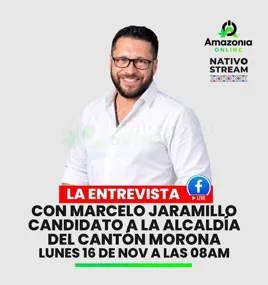 Amazonía
ONLINE
NATIVO
STREAM
LA ENTREVISTA
LIVE
CON MARCELO JARAMILLO
CANDIDATO A LA ALCALDÍA
DEL CANTÓN MORONA
LUNES 16 DE NOV A LAS 08AM